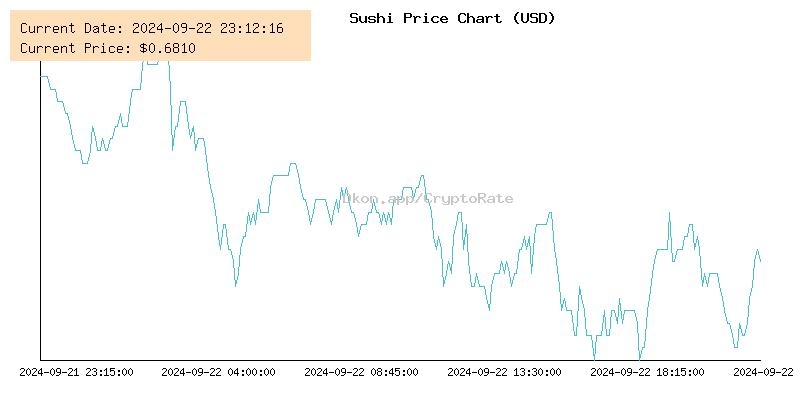 Sushi Price Chart (USD)
Current Date: 2024-09-22 23:12:16
Current Price: $0.6810
Dkon.app/CryptoRate
2024-09-21 23:15:00 2024-09-22 04:00:00 2024-09-22 08:45:00 2024-09-22 13:30:00 2024-09-22 18:15:00 2024-09-22